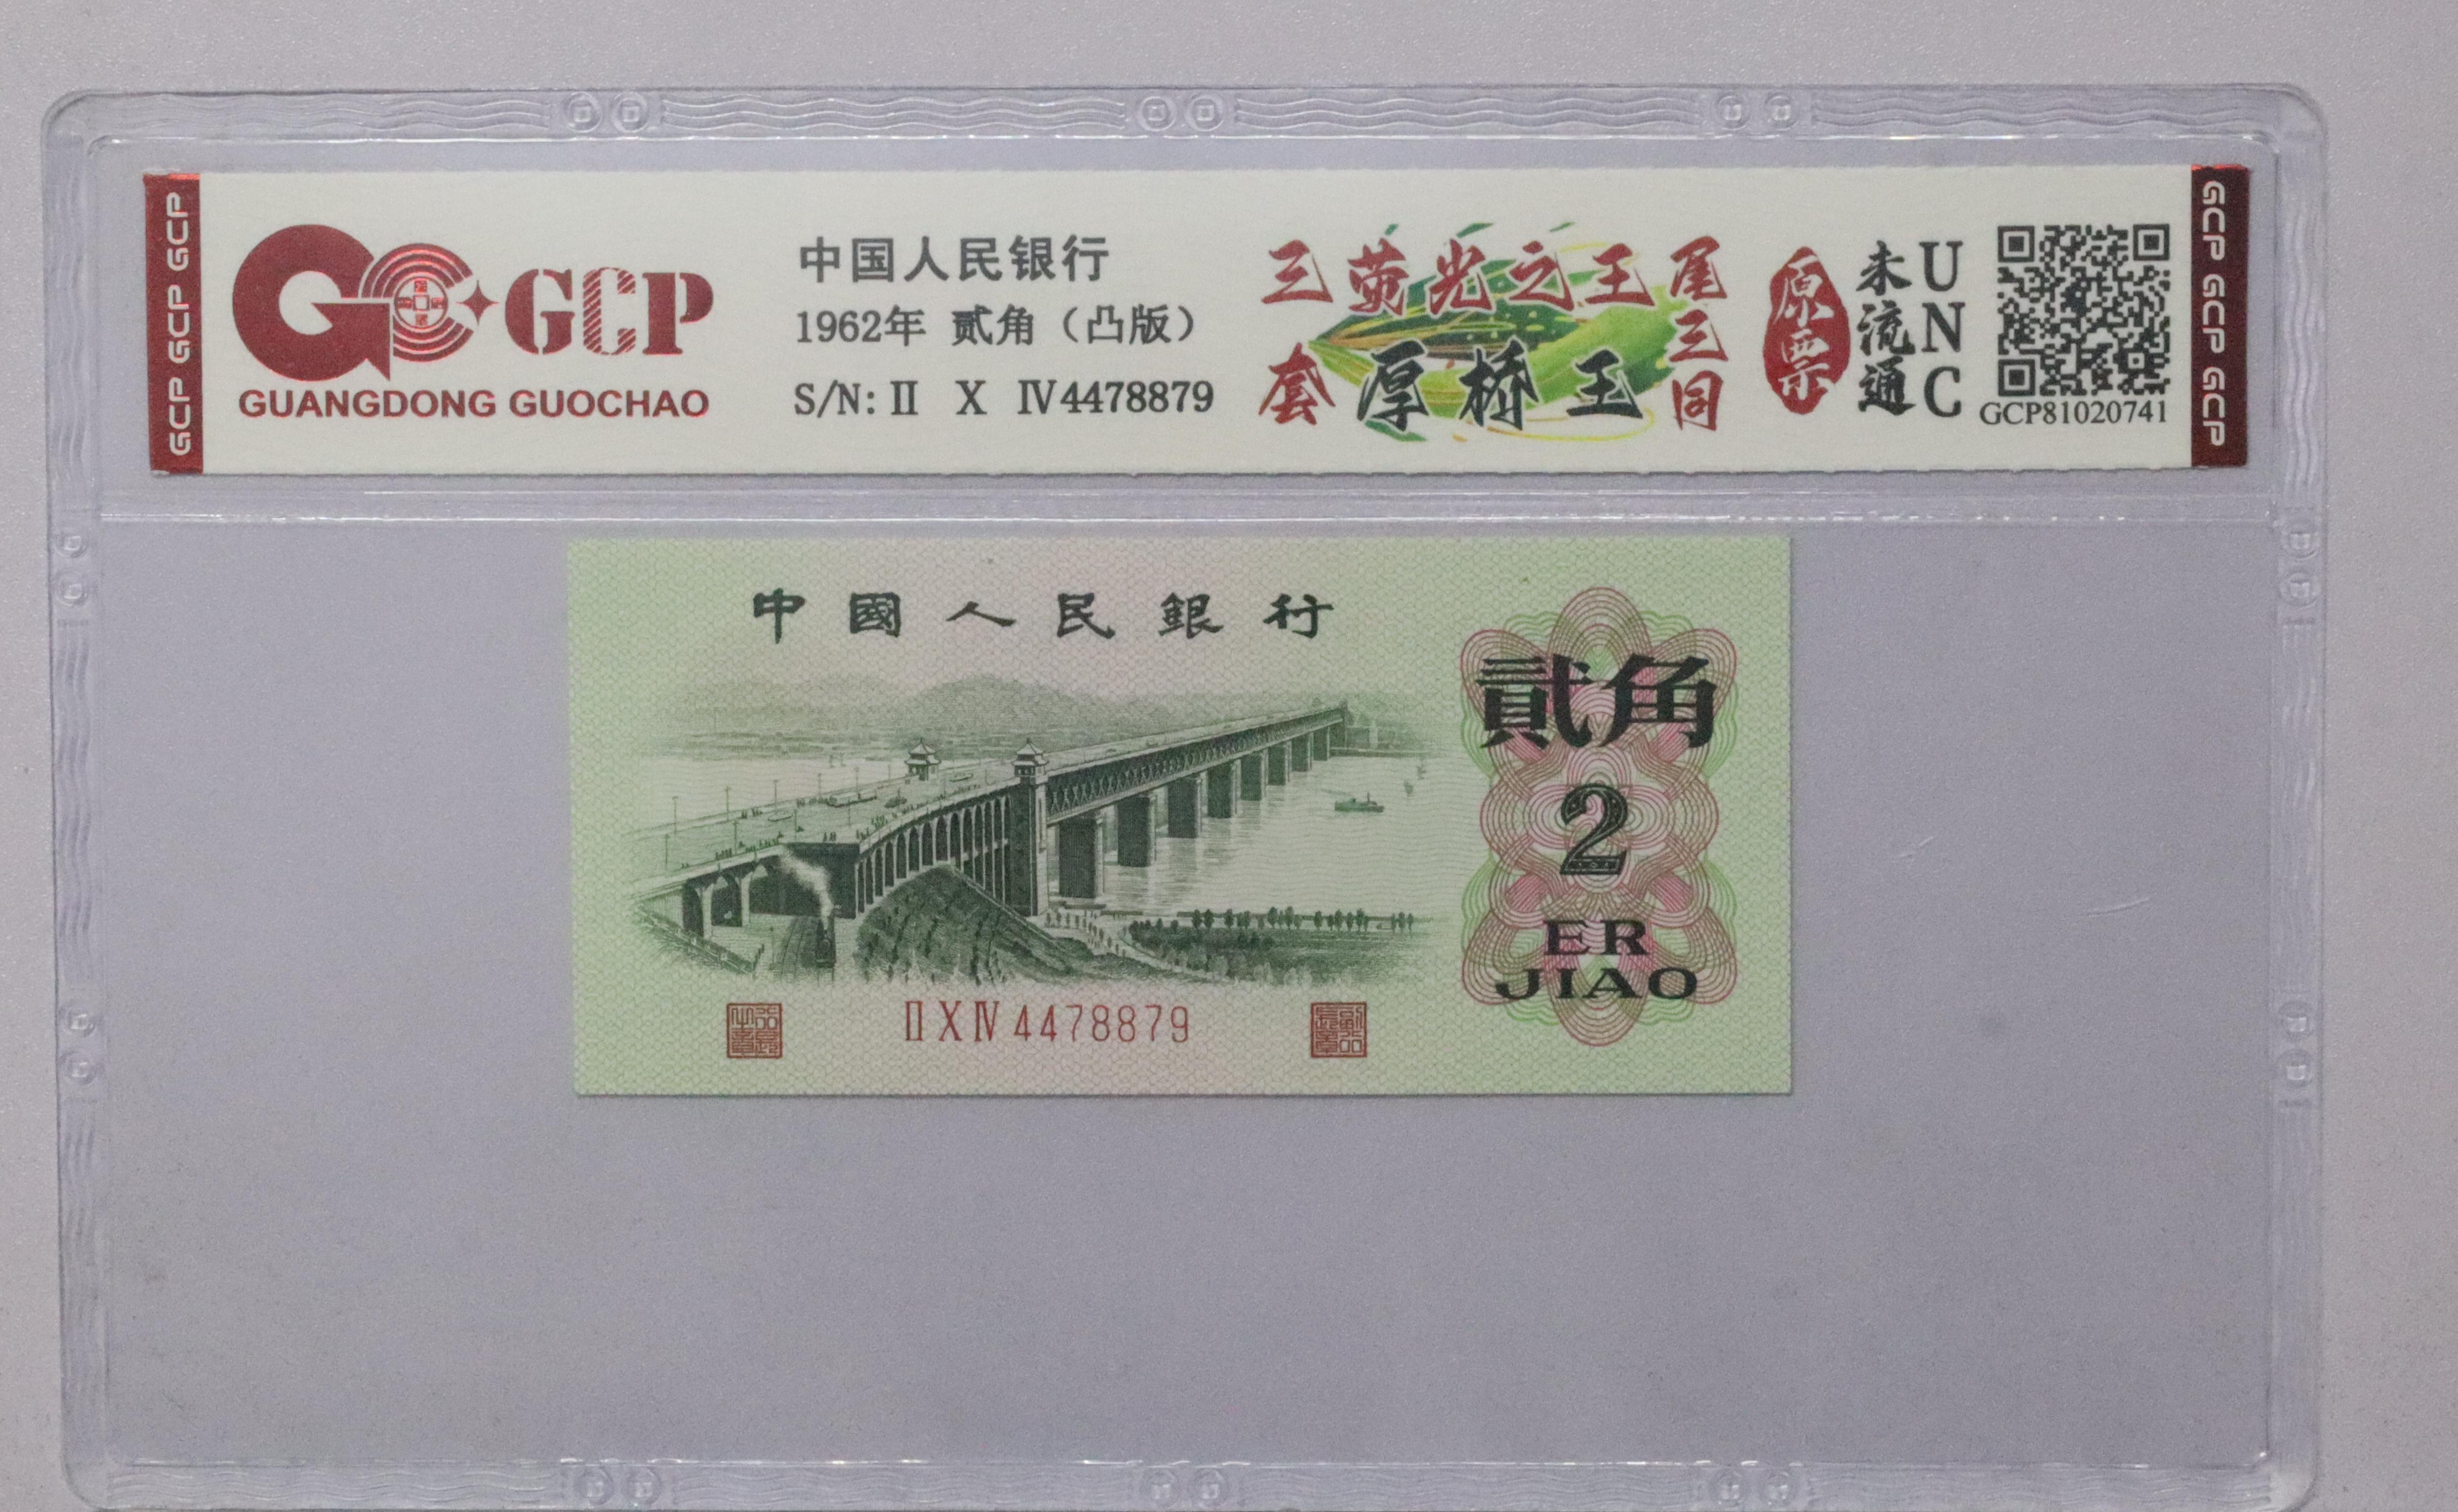 GCP GCP GCP
GCP
GUANGDONG GUOCHAO
中国人民银行
1962年 贰角（凸版）
S/N: Ⅱ X Ⅳ4478879
三荧光之王
套
厚桥王
尾三同
原票
未流通
UNC
GCP81020741
GCP GCP GCP
中國人民銀行
貳角
2
ER
JIAO
ⅡXⅣ4478879